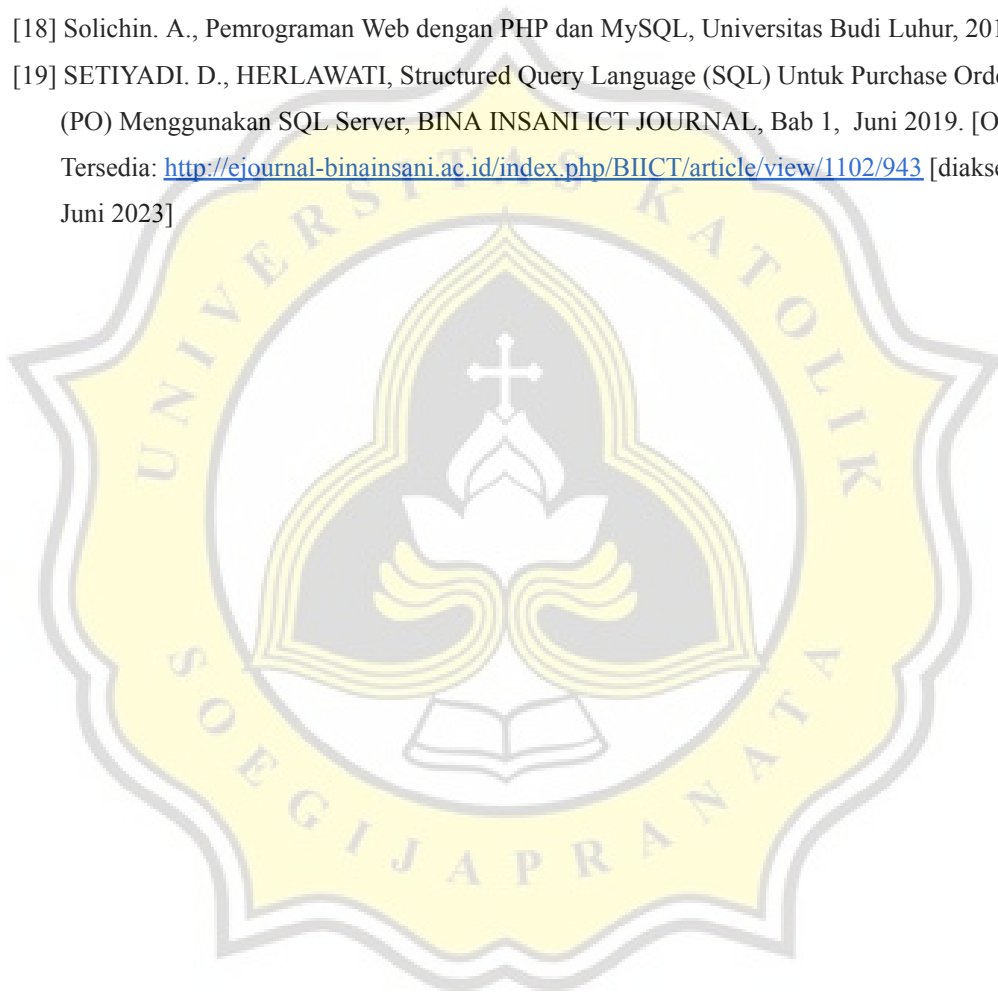 [18] Solichin. A., Pemrograman Web dengan PHP dan MySQL, Universitas Budi Luhur,
[19] SETIYADI. D., HERLAWATI, Structured Query Language (SQL) Untuk Purchase
(PO) Menggunakan SQL Server, BINA INSANI ICT JOURNAL, Bab 1, Juni 2019.
Tersedia: http://ejournal-binainsani.ac.id/index.php/BIICT/article/view/1102/943
Juni 2023]
UNIVERSITAS KATOLIK
SOEGIJAPRANATA